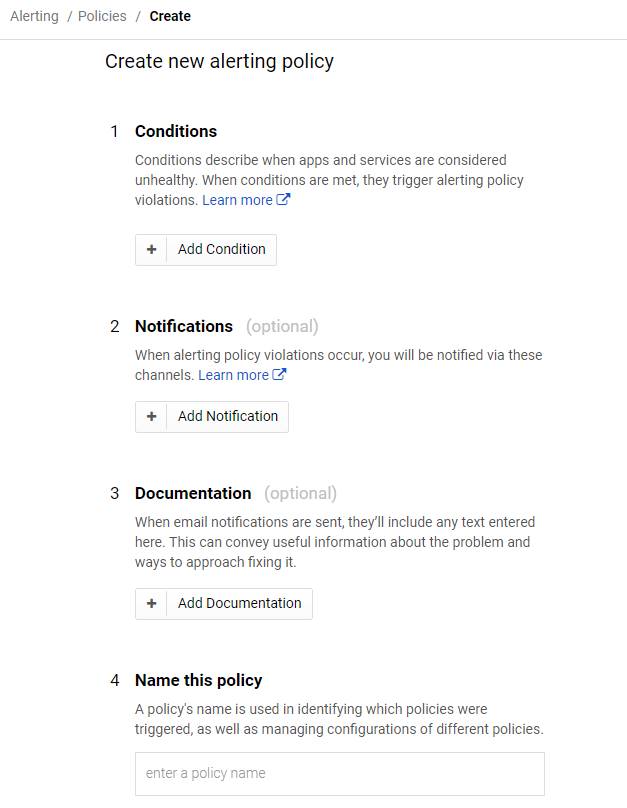 Alerting / Policies / Create
Create new alerting policy
1 Conditions
Conditions describe when apps and services are considered
unhealthy. When conditions are met, they trigger alerting policy
violations. Learn more
+ Add Condition
2 Notifications (optional)
When alerting policy violations occur, you will be notified via these
channels. Learn more
+ Add Notification
3 Documentation (optional)
When email notifications are sent, they’ll include any text entered
here. This can convey useful information about the problem and
ways to approach fixing it.
+ Add Documentation
4 Name this policy
A policy's name is used in identifying which policies were
triggered, as well as managing configurations of different policies.
enter a policy name